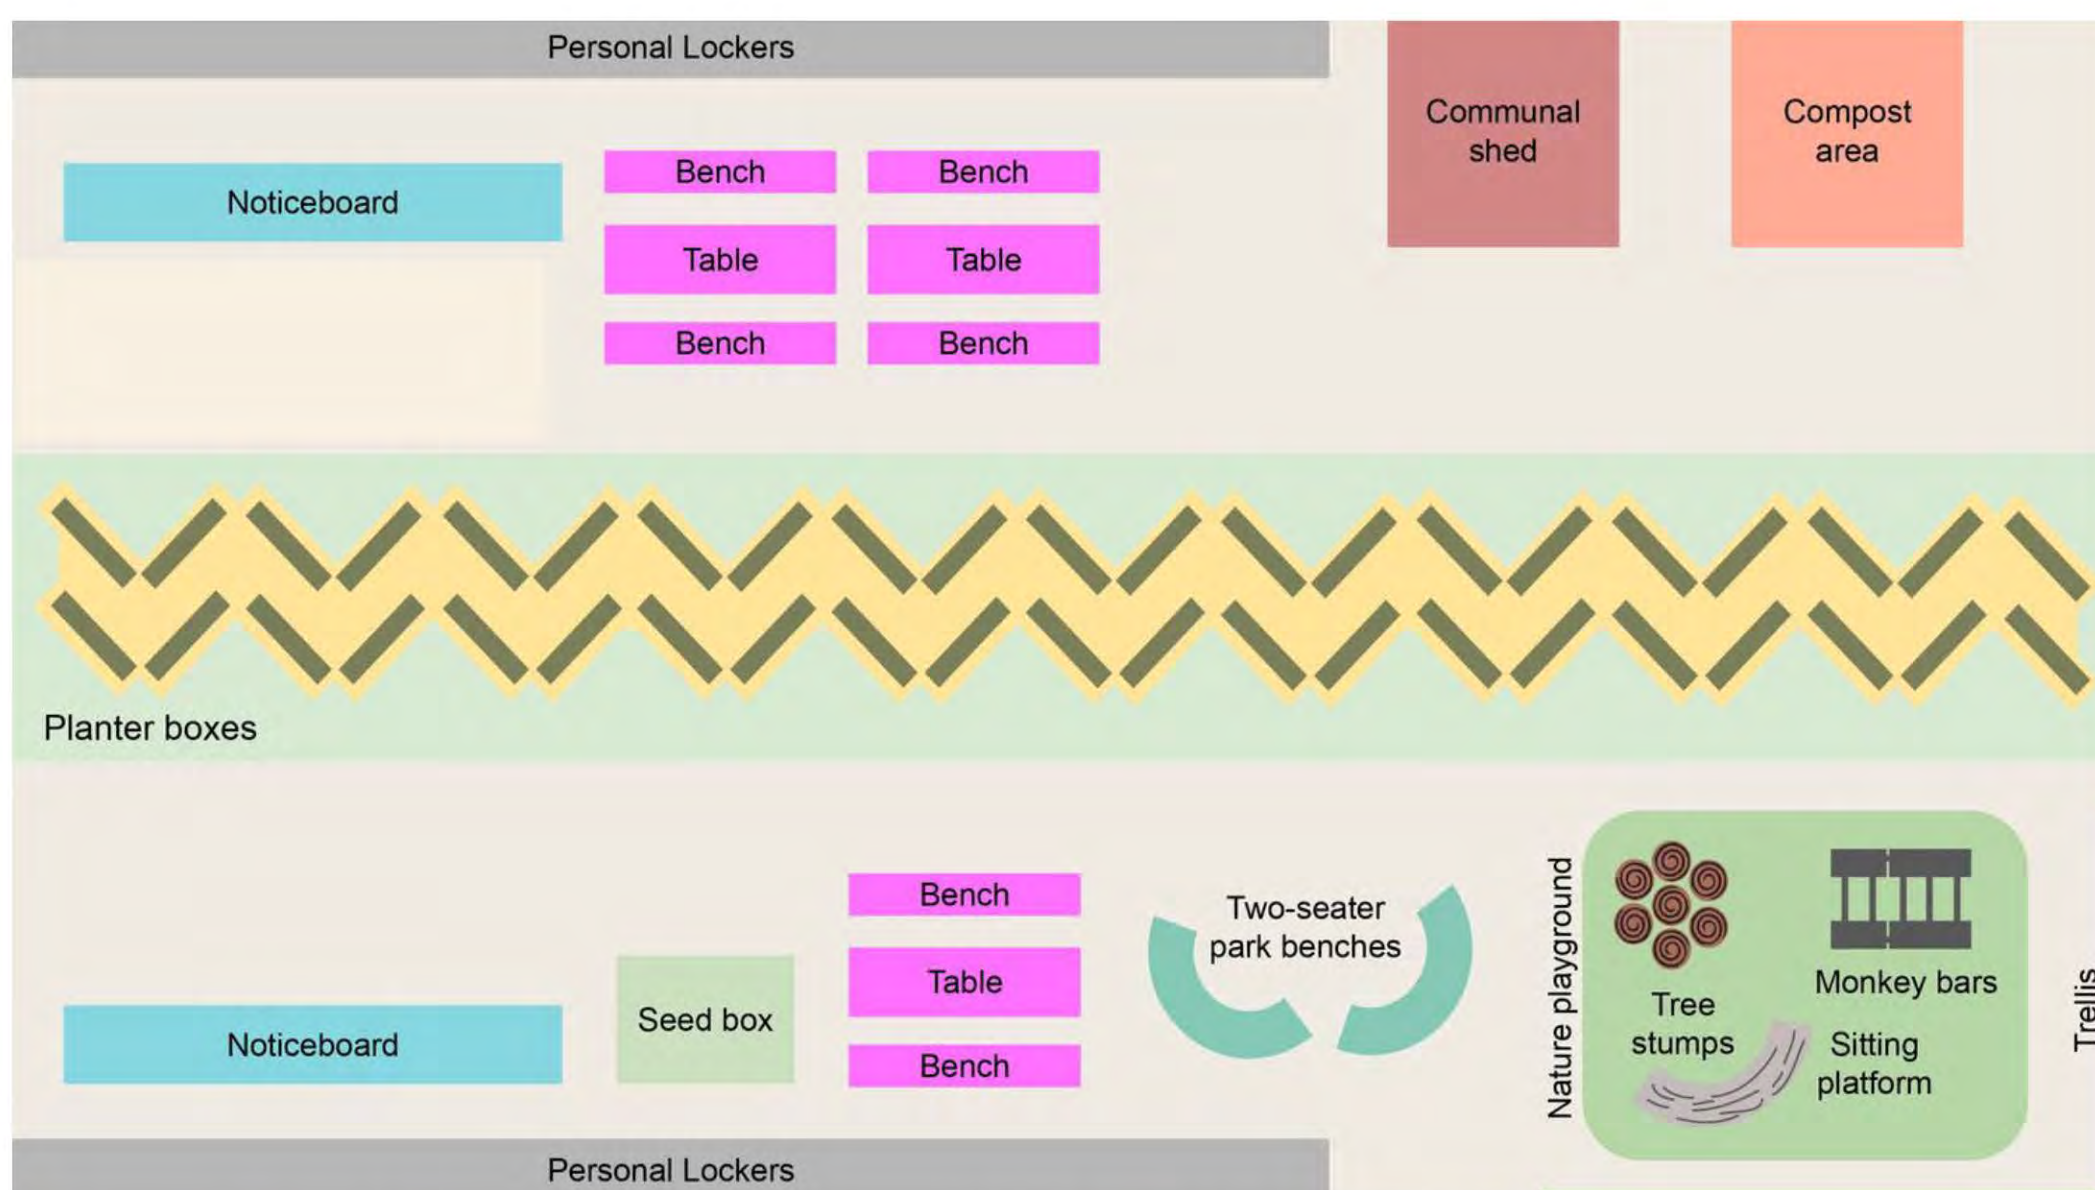 Personal Lockers
Communal
shed
Compost
area
Noticeboard
Bench
Bench
Table
Table
Bench
Bench
Planter boxes
Noticeboard
Seed box
Bench
Table
Bench
Two-seater
park benches
Nature playground
Tree
stumps
Monkey bars
Sitting
platform
Trellis
Personal Lockers